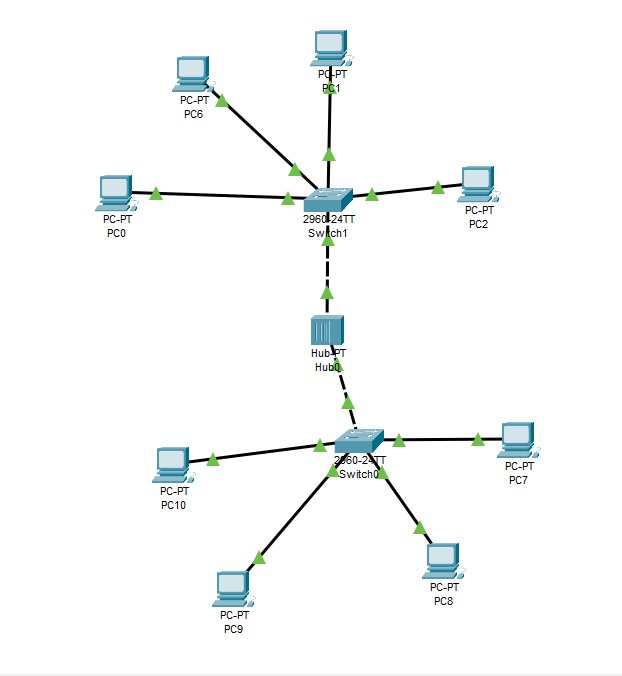 PC-PT
PC1
PC-PT
PC6
PC-PT
PC2
PC-PT
PC0
2960-24TT
Switch1
Hub-PT
Hub0
2960-24TT
Switch0
PC-PT
PC7
PC-PT
PC10
PC-PT
PC8
PC-PT
PC9